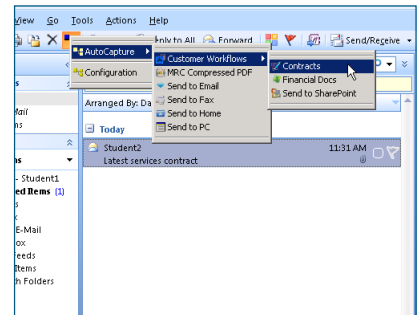 View Go Tools Actions Help
Reply to All Forward Send/Receive
AutoCapture Customer Workflows Contracts
Configuration MRC Compressed PDF Financial Docs
Send to Email Send to SharePoint
Arranged By: Da
Send to Fax
Send to Home
Today Send to PC
Student2 11:31 AM
Latest services contract
- Student1
ed Items (1)
E-Mail
ox
eeds
Items
h Folders